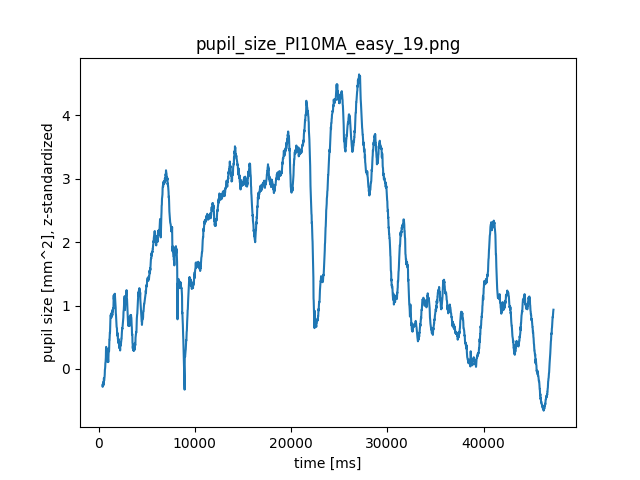 pupil_size_PI10MA_easy_19.png
pupil size [mm^2], z-standardized
4
3
2
1
0
0 10000 20000 30000 40000
time [ms]